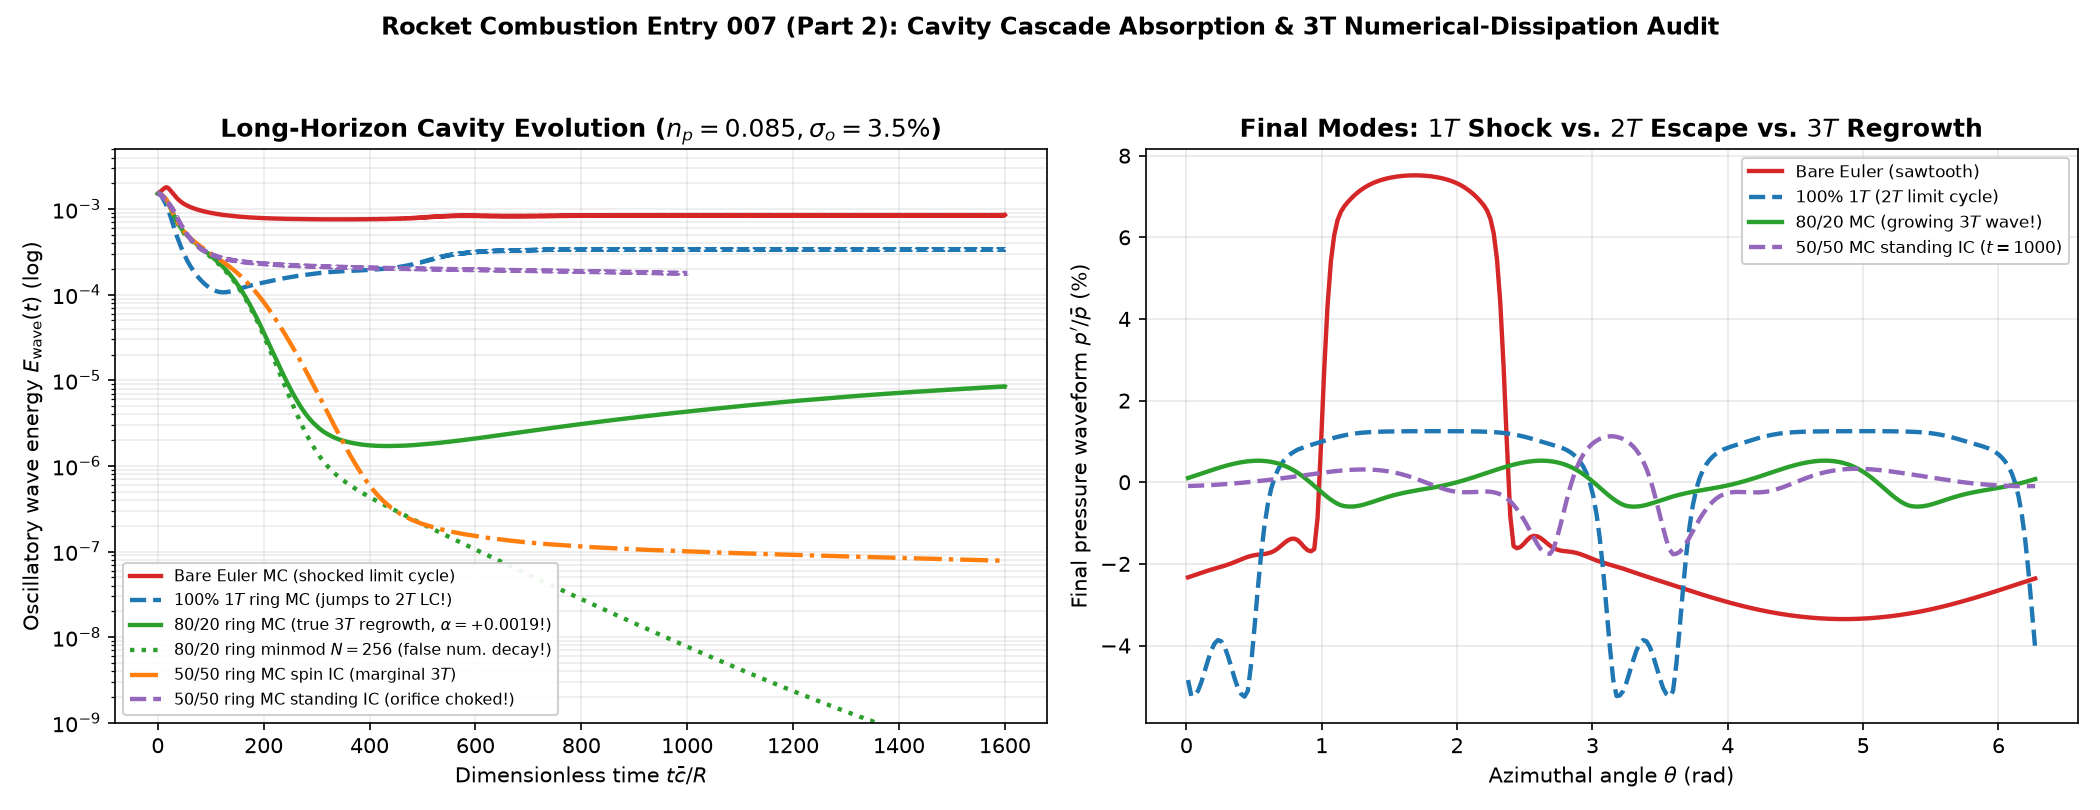 Rocket Combustion Entry 007 (Part 2): Cavity Cascade Absorption & 3T Numerical-Dissipation Audit
Long-Horizon Cavity Evolution (nₚ = 0.085, σₒ = 3.5%)
Oscillatory wave energy E_wave(t) (log)
10⁻³
10⁻⁴
10⁻⁵
10⁻⁶
10⁻⁷
10⁻⁸
10⁻⁹
Bare Euler MC (shocked limit cycle)
100% 1T ring MC (jumps to 2T LC!)
80/20 ring MC (true 3T regrowth, α = +0.0019!)
80/20 ring minmod N = 256 (false num. decay!)
50/50 ring MC spin IC (marginal 3T)
50/50 ring MC standing IC (orifice choked!)
0 200 400 600 800 1000 1200 1400 1600
Dimensionless time tc̄/R
Final Modes: 1T Shock vs. 2T Escape vs. 3T Regrowth
Final pressure waveform p′/p̄ (%)
8
6
4
2
0
−2
−4
Bare Euler (sawtooth)
100% 1T (2T limit cycle)
80/20 MC (growing 3T wave!)
50/50 MC standing IC (t = 1000)
0 1 2 3 4 5 6
Azimuthal angle θ (rad)